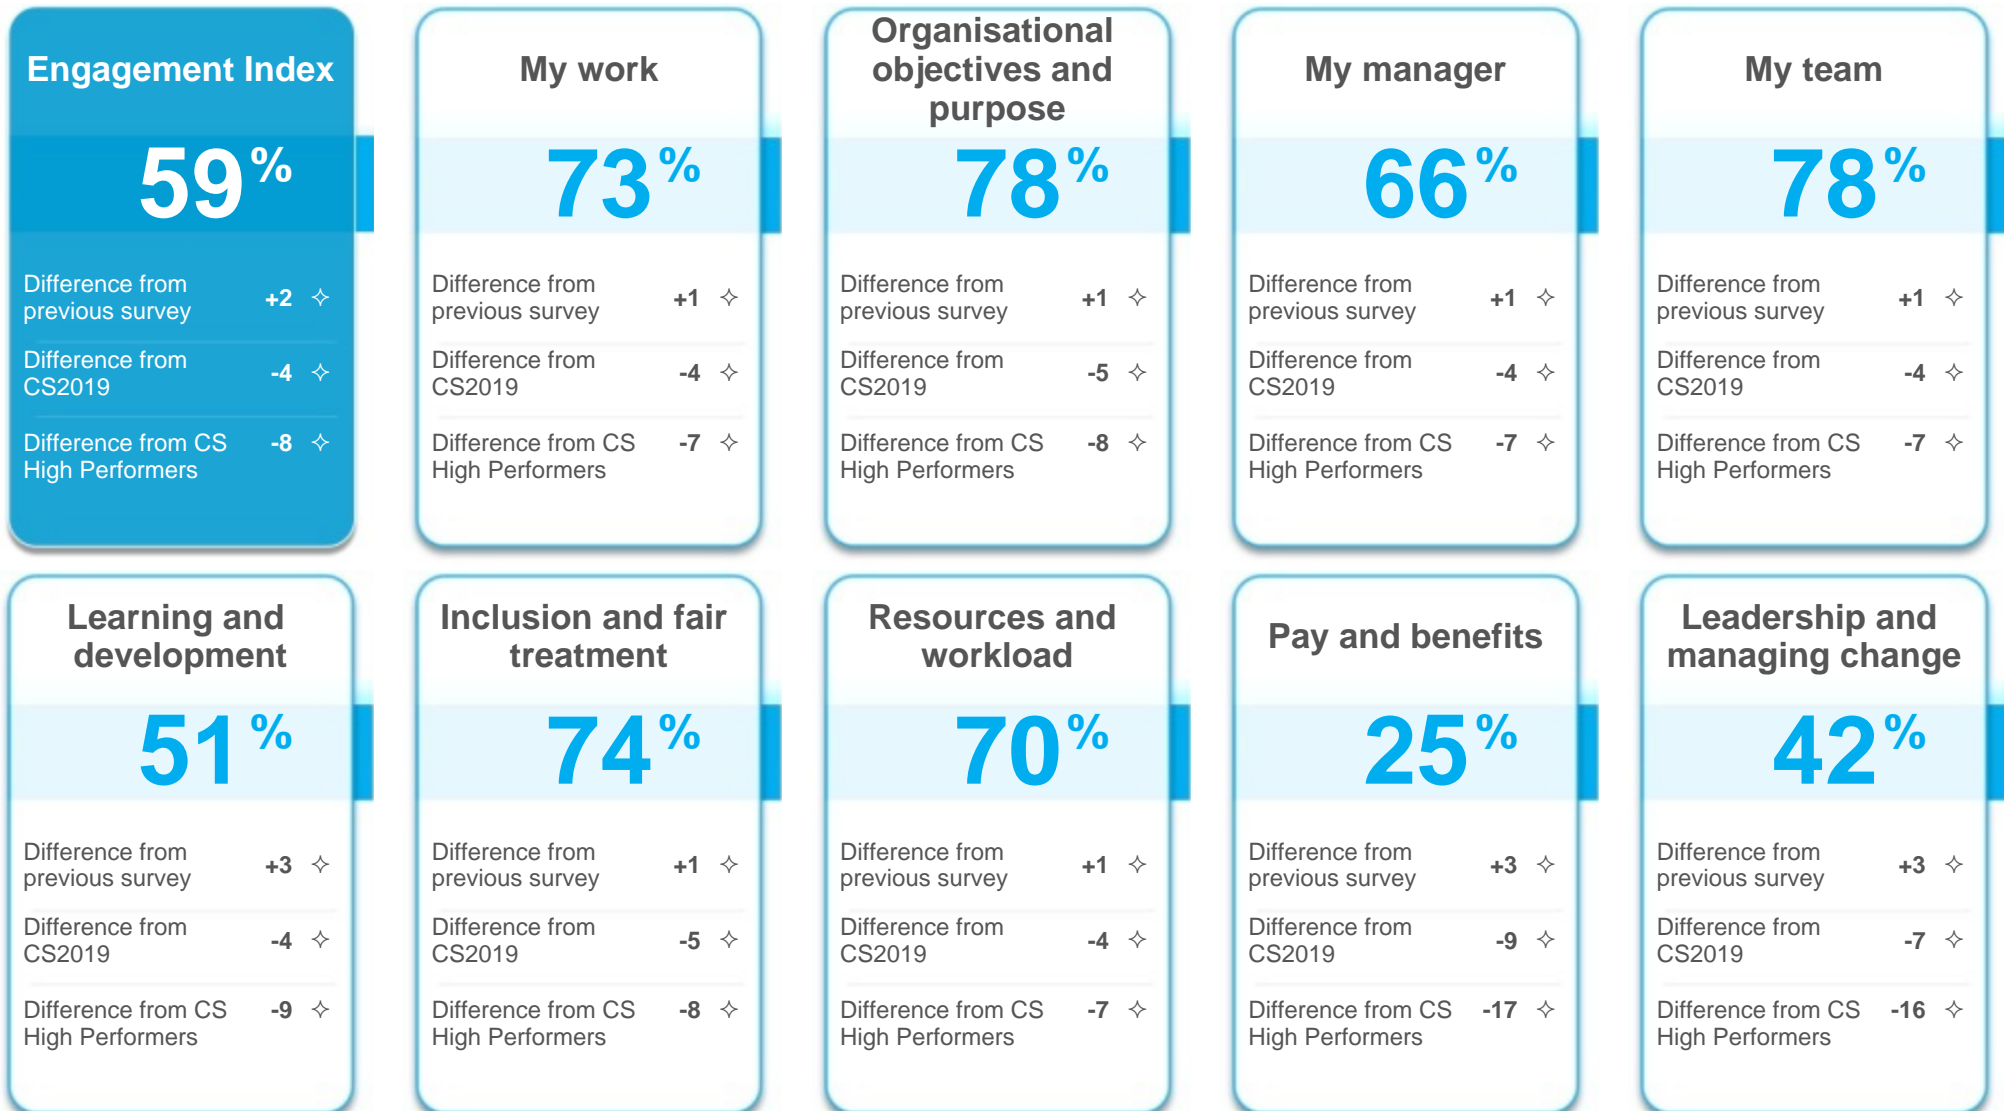 Engagement Index
59%
Difference from
previous survey +2 ✧
Difference from
CS2019 -4 ✧
Difference from CS -8 ✧
High Performers
My work
73%
Difference from
previous survey +1 ✧
Difference from
CS2019 -4 ✧
Difference from CS -7 ✧
High Performers
Organisational
objectives and
purpose
78%
Difference from
previous survey +1 ✧
Difference from
CS2019 -5 ✧
Difference from CS -8 ✧
High Performers
My manager
66%
Difference from
previous survey +1 ✧
Difference from
CS2019 -4 ✧
Difference from CS -7 ✧
High Performers
My team
78%
Difference from
previous survey +1 ✧
Difference from
CS2019 -4 ✧
Difference from CS -7 ✧
High Performers
Learning and
development
51%
Difference from
previous survey +3 ✧
Difference from
CS2019 -4 ✧
Difference from CS -9 ✧
High Performers
Inclusion and fair
treatment
74%
Difference from
previous survey +1 ✧
Difference from
CS2019 -5 ✧
Difference from CS -8 ✧
High Performers
Resources and
workload
70%
Difference from
previous survey +1 ✧
Difference from
CS2019 -4 ✧
Difference from CS -7 ✧
High Performers
Pay and benefits
25%
Difference from
previous survey +3 ✧
Difference from
CS2019 -9 ✧
Difference from CS -17 ✧
High Performers
Leadership and
managing change
42%
Difference from
previous survey +3 ✧
Difference from
CS2019 -7 ✧
Difference from CS -16 ✧
High Performers